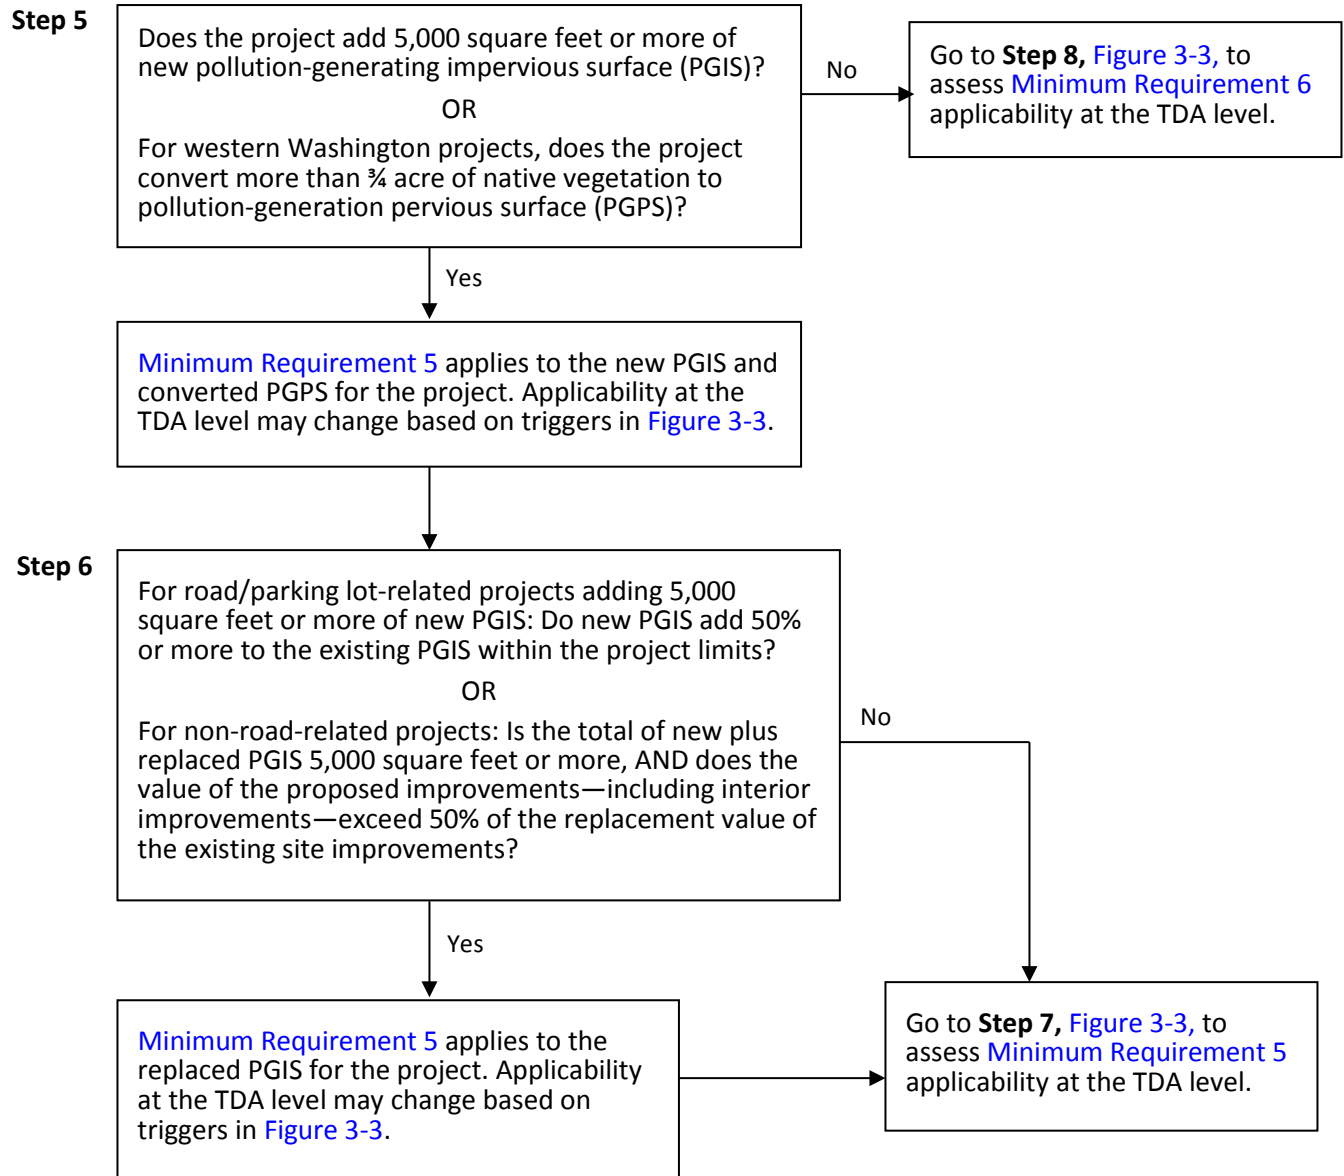 Step 5
Does the project add 5,000 square feet or more of
new pollution-generating impervious surface (PGIS)?
OR
For western Washington projects, does the project
convert more than ¾ acre of native vegetation to
pollution-generation pervious surface (PGPS)?
No
Go to Step 8, Figure 3-3, to
assess Minimum Requirement 6
applicability at the TDA level.
Yes
Minimum Requirement 5 applies to the new PGIS and
converted PGPS for the project. Applicability at the
TDA level may change based on triggers in Figure 3-3.
Step 6
For road/parking lot-related projects adding 5,000
square feet or more of new PGIS: Do new PGIS add 50%
or more to the existing PGIS within the project limits?
OR
For non-road-related projects: Is the total of new plus
replaced PGIS 5,000 square feet or more, AND does the
value of the proposed improvements—including interior
improvements—exceed 50% of the replacement value of
the existing site improvements?
No
Yes
Minimum Requirement 5 applies to the
replaced PGIS for the project. Applicability
at the TDA level may change based on
triggers in Figure 3-3.
Go to Step 7, Figure 3-3, to
assess Minimum Requirement 5
applicability at the TDA level.